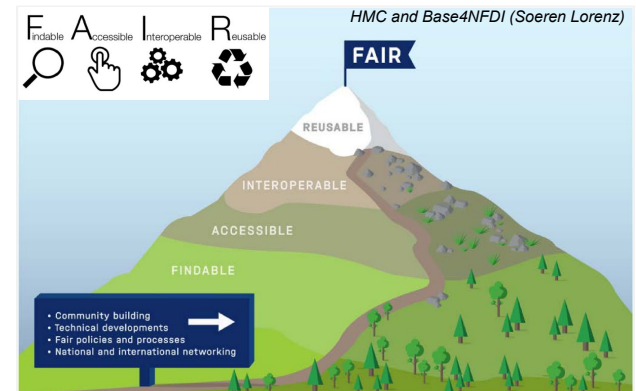 Findable Accessible Interoperable Reusable
HMC and Base4NFDI (Soeren Lorenz)
FAIR
REUSABLE
INTEROPERABLE
ACCESSIBLE
FINDABLE
• Community building
• Technical developments
• Fair policies and processes
• National and international networking